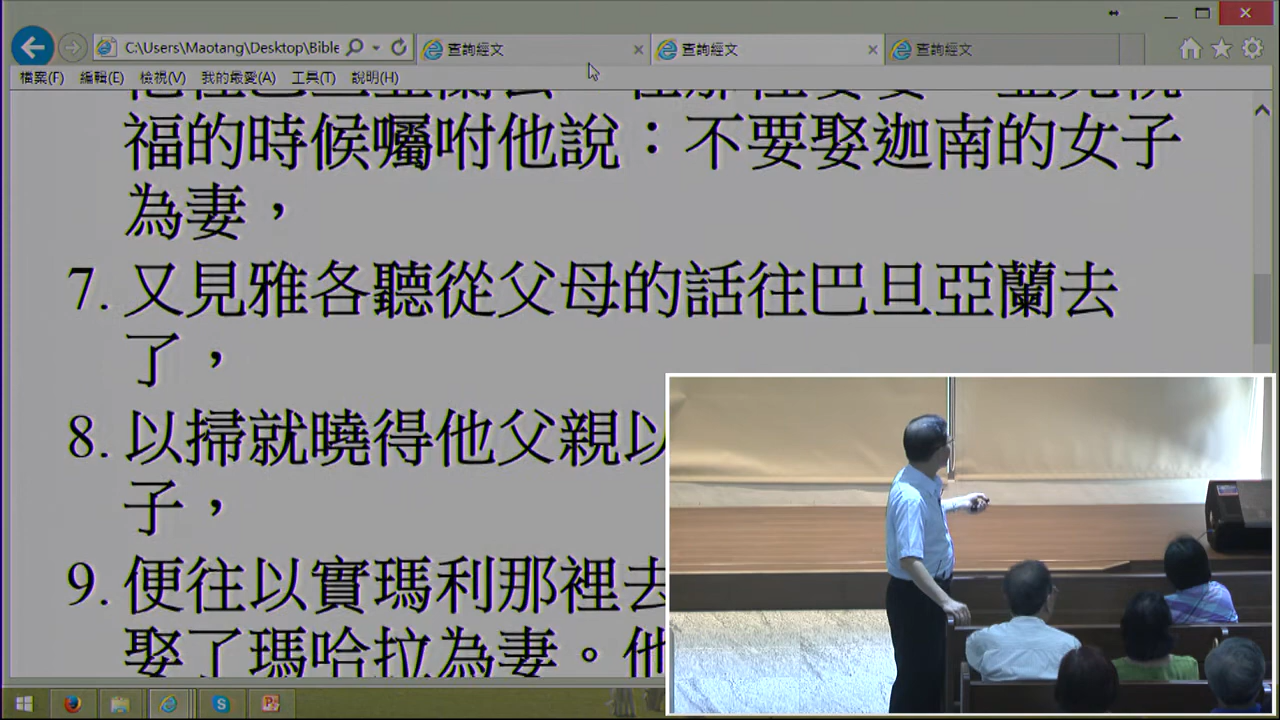 C:\Users\Maotang\Desktop\Bible
查詢經文
查詢經文
查詢經文
檔案(F) 編輯(E) 檢視(V) 我的最愛(A) 工具(T) 說明(H)
福的時候囑咐他說：不要娶迦南的女子
為妻，
7. 又見雅各聽從父母的話往巴旦亞蘭去
了，
8. 以掃就曉得他父親以
子，
9. 便往以實瑪利那裡去
娶了瑪哈拉為妻。他